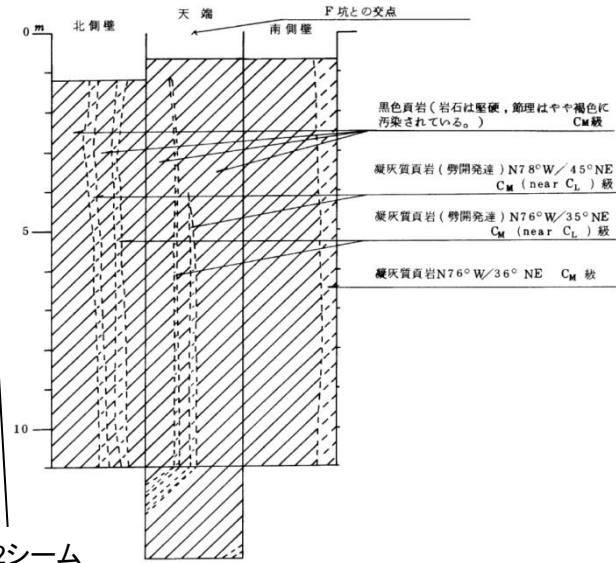 F坑との交点
北側壁
天端
南側壁
0 m
黒色頁岩(岩石は堅硬,節理はやや褐色に
汚染されている。) CM級
凝灰質頁岩(劈開発達)N78°W/45°NE
CM(near CL)級
凝灰質頁岩(劈開発達)N76°W/35°NE
CM(near CL)級
5
凝灰質頁岩N76°W/36°NE CM級
10
2シーム